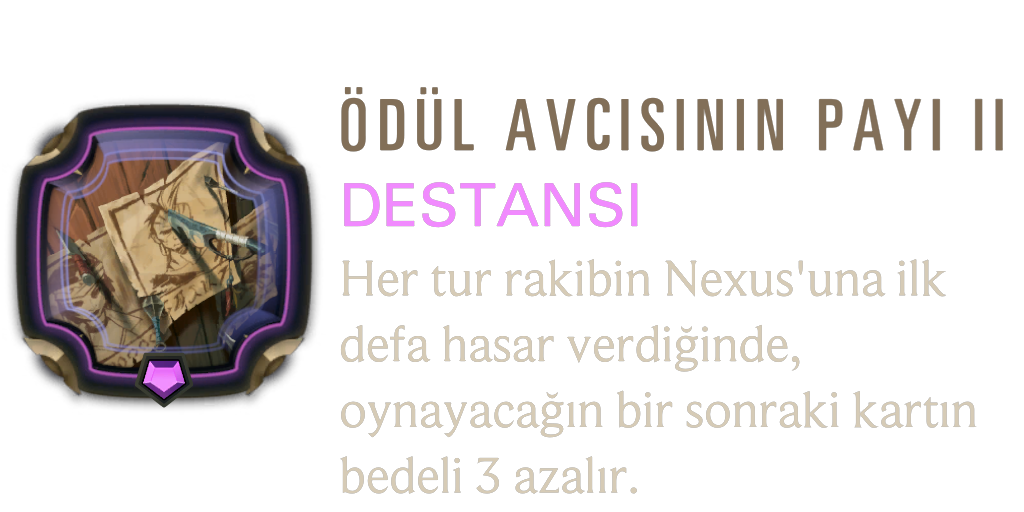 ÖDÜL AVCISININ PAYI II
DESTANSI
Her tur rakibin Nexus'una ilk
defa hasar verdiğinde,
oynayacağın bir sonraki kartın
bedeli 3 azalır.